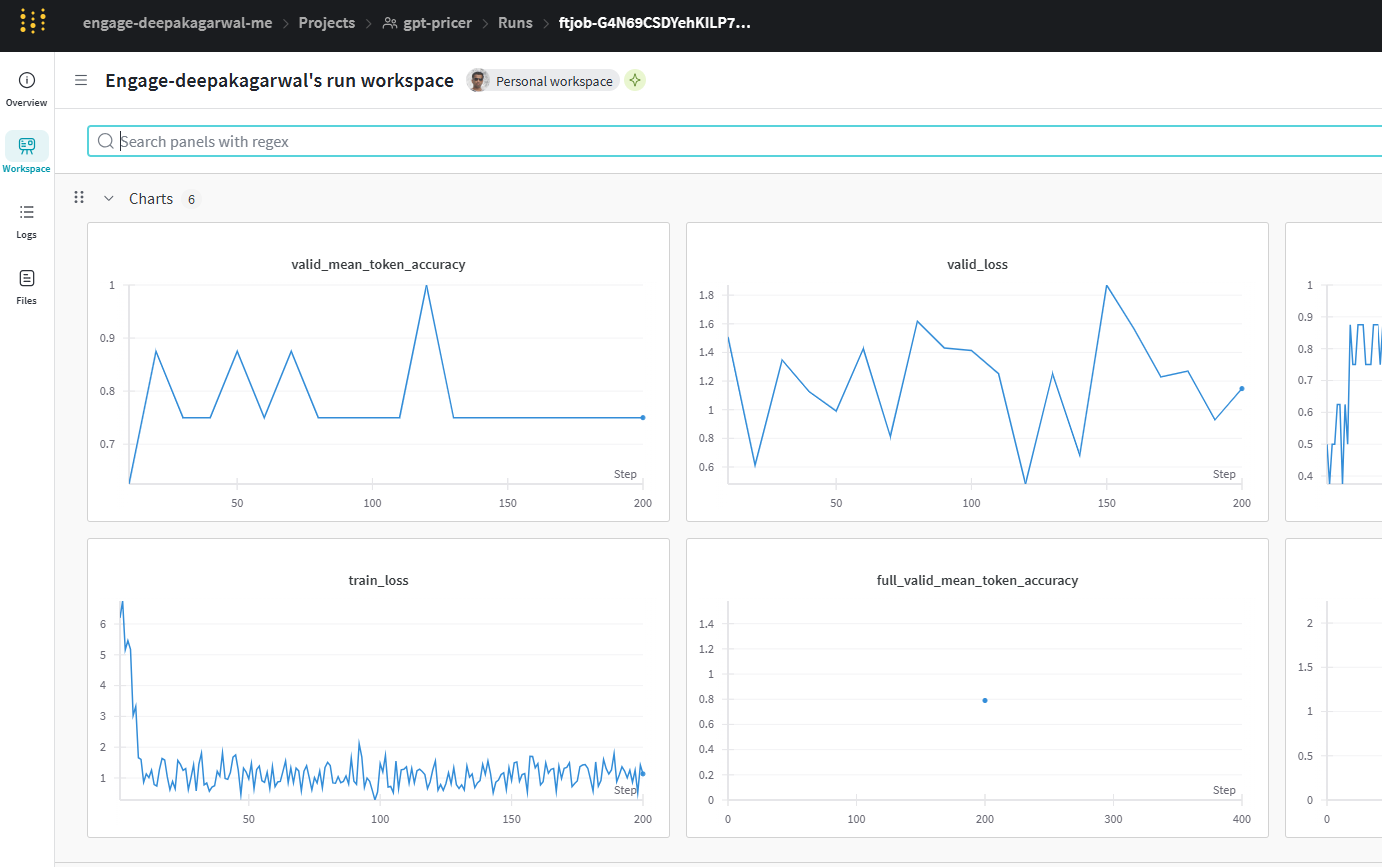 engage-deepakagarwal-me > Projects > gpt-pricer > Runs > ftjob-G4N69CSDYehKILP7...
Overview
Workspace
Logs
Files
Engage-deepakagarwal's run workspace Personal workspace
Search panels with regex
Charts 6
valid_mean_token_accuracy
1
0.9
0.8
0.7
Step
50 100 150 200
valid_loss
1.8
1.6
1.4
1.2
1
0.8
0.6
Step
50 100 150 200
1
0.9
0.8
0.7
0.6
0.5
0.4
train_loss
6
5
4
3
2
1
Step
50 100 150 200
full_valid_mean_token_accuracy
1.4
1.2
1
0.8
0.6
0.4
0.2
0
Step
0 100 200 300 400
2
1.5
1
0.5
0
0